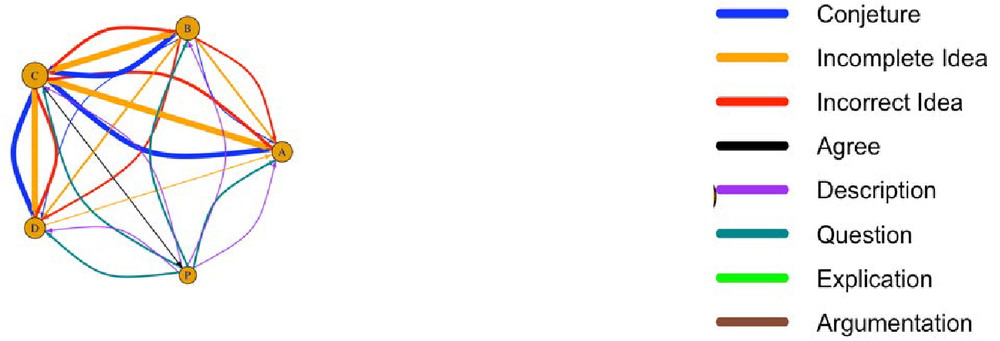 B
C
A
D
P
Conjeture
Incomplete Idea
Incorrect Idea
Agree
Description
Question
Explication
Argumentation